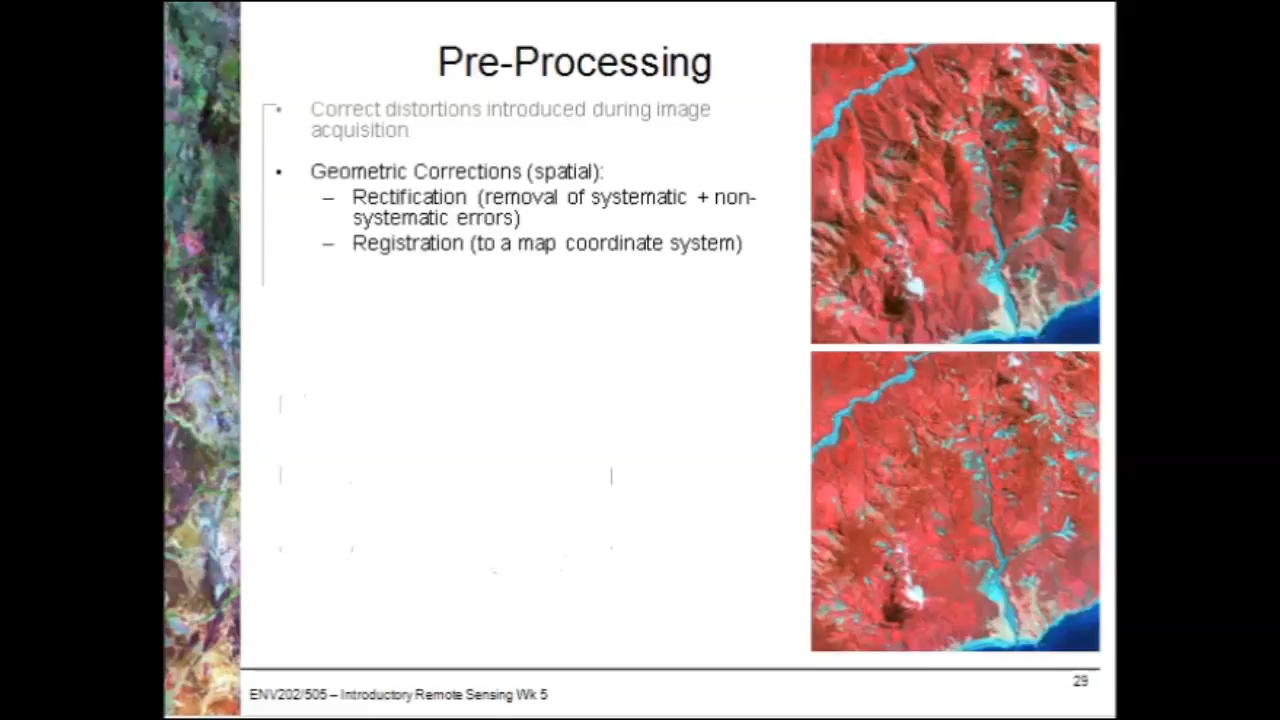 Pre-Processing
• Correct distortions introduced during image
acquisition
• Geometric Corrections (spatial):
– Rectification (removal of systematic + non-
systematic errors)
– Registration (to a map coordinate system)
29
ENV202/505 – Introductory Remote Sensing Wk 5